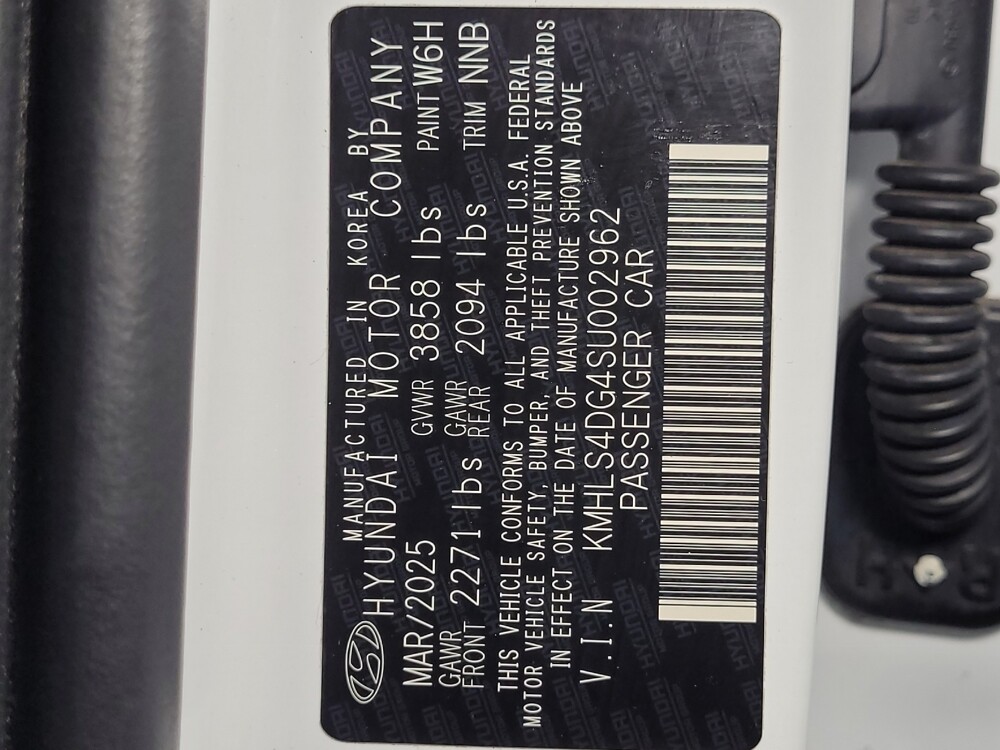 MANUFACTURED IN KOREA BY
HYUNDAI MOTOR COMPANY
MAR/2025 GVWR 3858 lbs PAINT W6H
GAWR FRONT 2271 lbs GAWR REAR 2094 lbs TRIM NNB
THIS VEHICLE CONFORMS TO ALL APPLICABLE U.S.A. FEDERAL
MOTOR VEHICLE SAFETY, BUMPER, AND THEFT PREVENTION STANDARDS
IN EFFECT ON THE DATE OF MANUFACTURE SHOWN ABOVE
V.I.N KMHLS4DG4SU002962
PASSENGER CAR